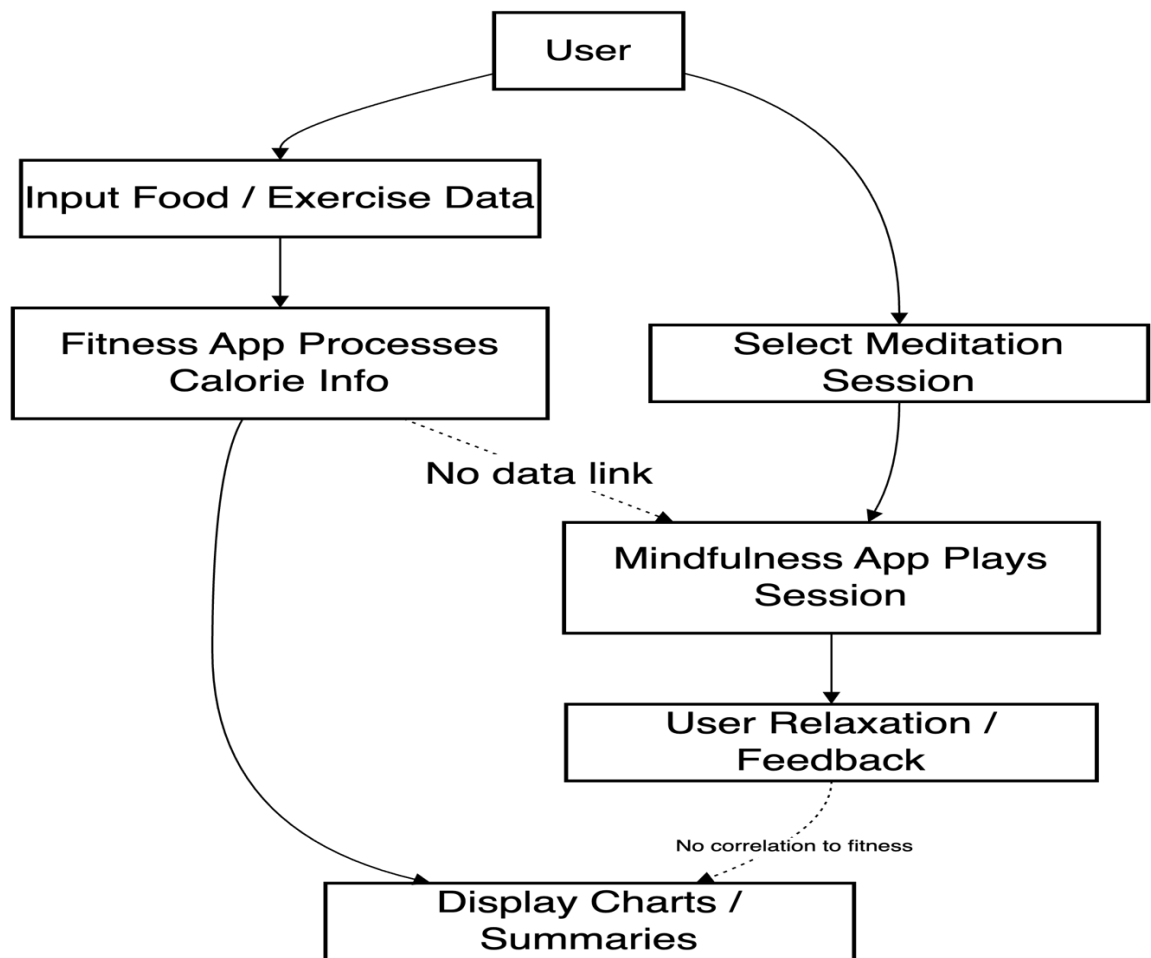 User
Input Food / Exercise Data
Fitness App Processes
Calorie Info
Select Meditation
Session
No data link
Mindfulness App Plays
Session
User Relaxation /
Feedback
No correlation to fitness
Display Charts /
Summaries